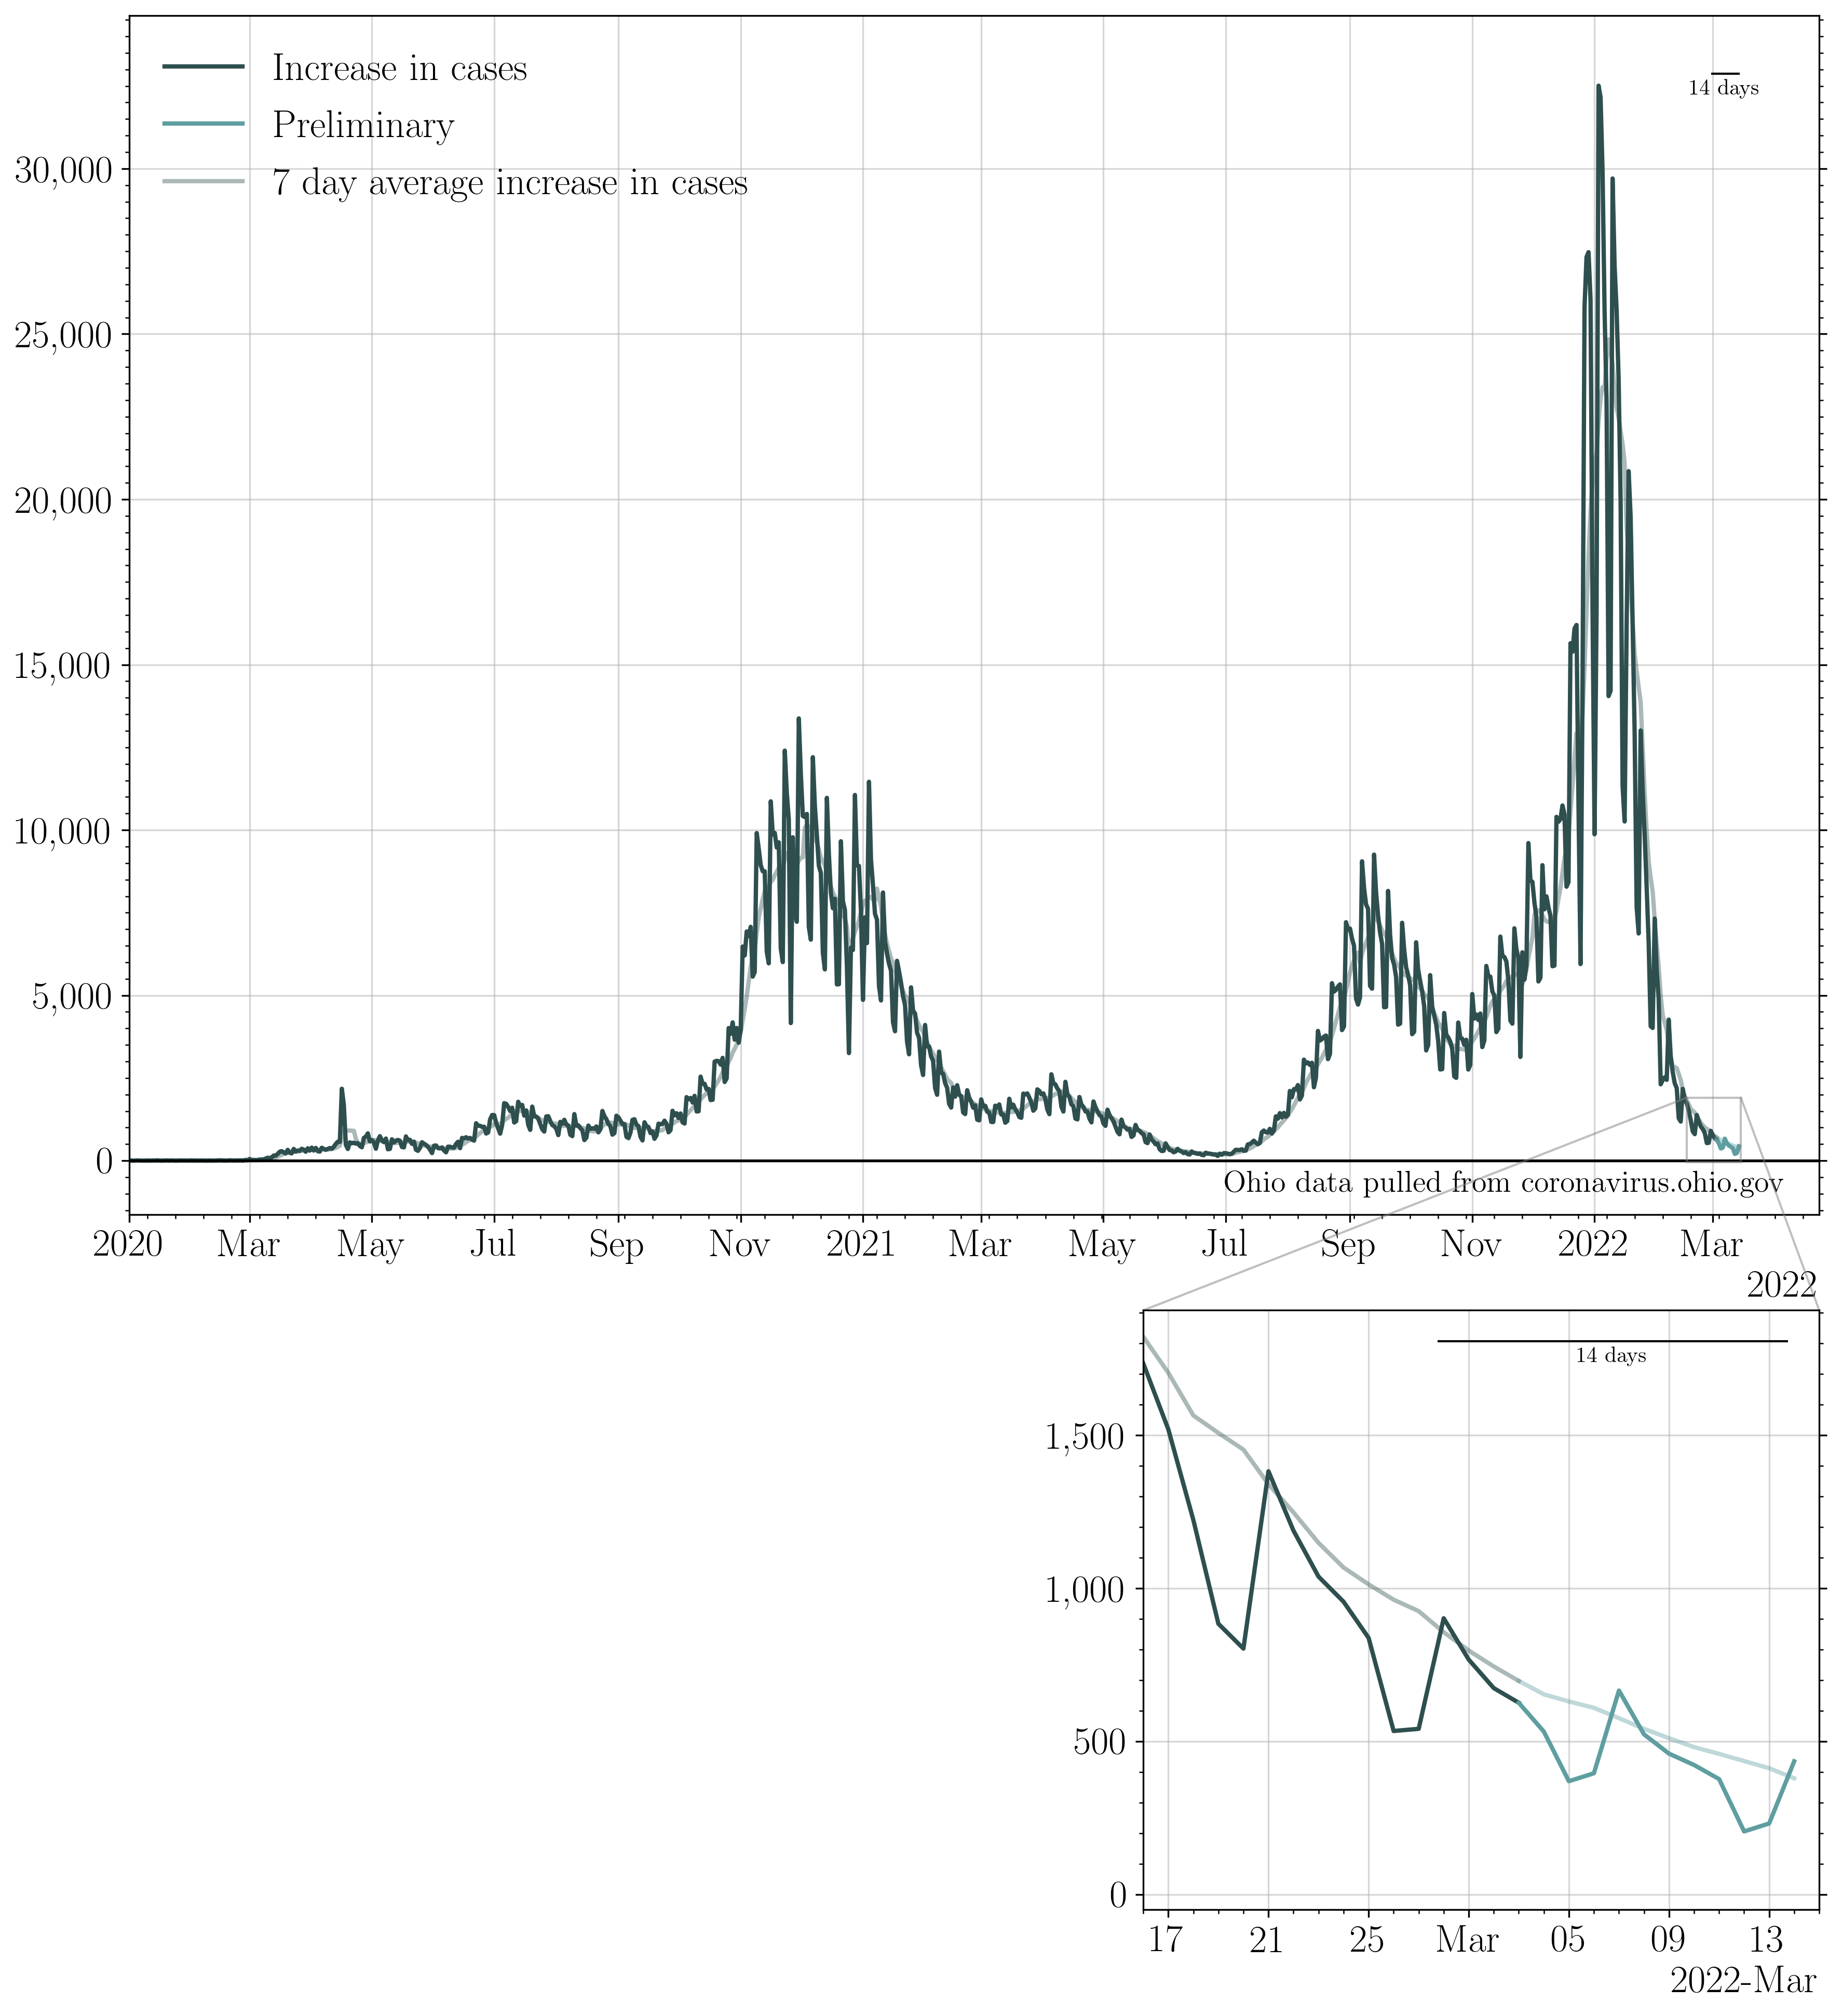 Increase in cases
Preliminary
7 day average increase in cases
14 days
30,000
25,000
20,000
15,000
10,000
5,000
0
Ohio data pulled from coronavirus.ohio.gov
2020 Mar May Jul Sep Nov 2021 Mar May Jul Sep Nov 2022 Mar
2022
14 days
1,500
1,000
500
0
17 21 25 Mar 05 09 13
2022-Mar